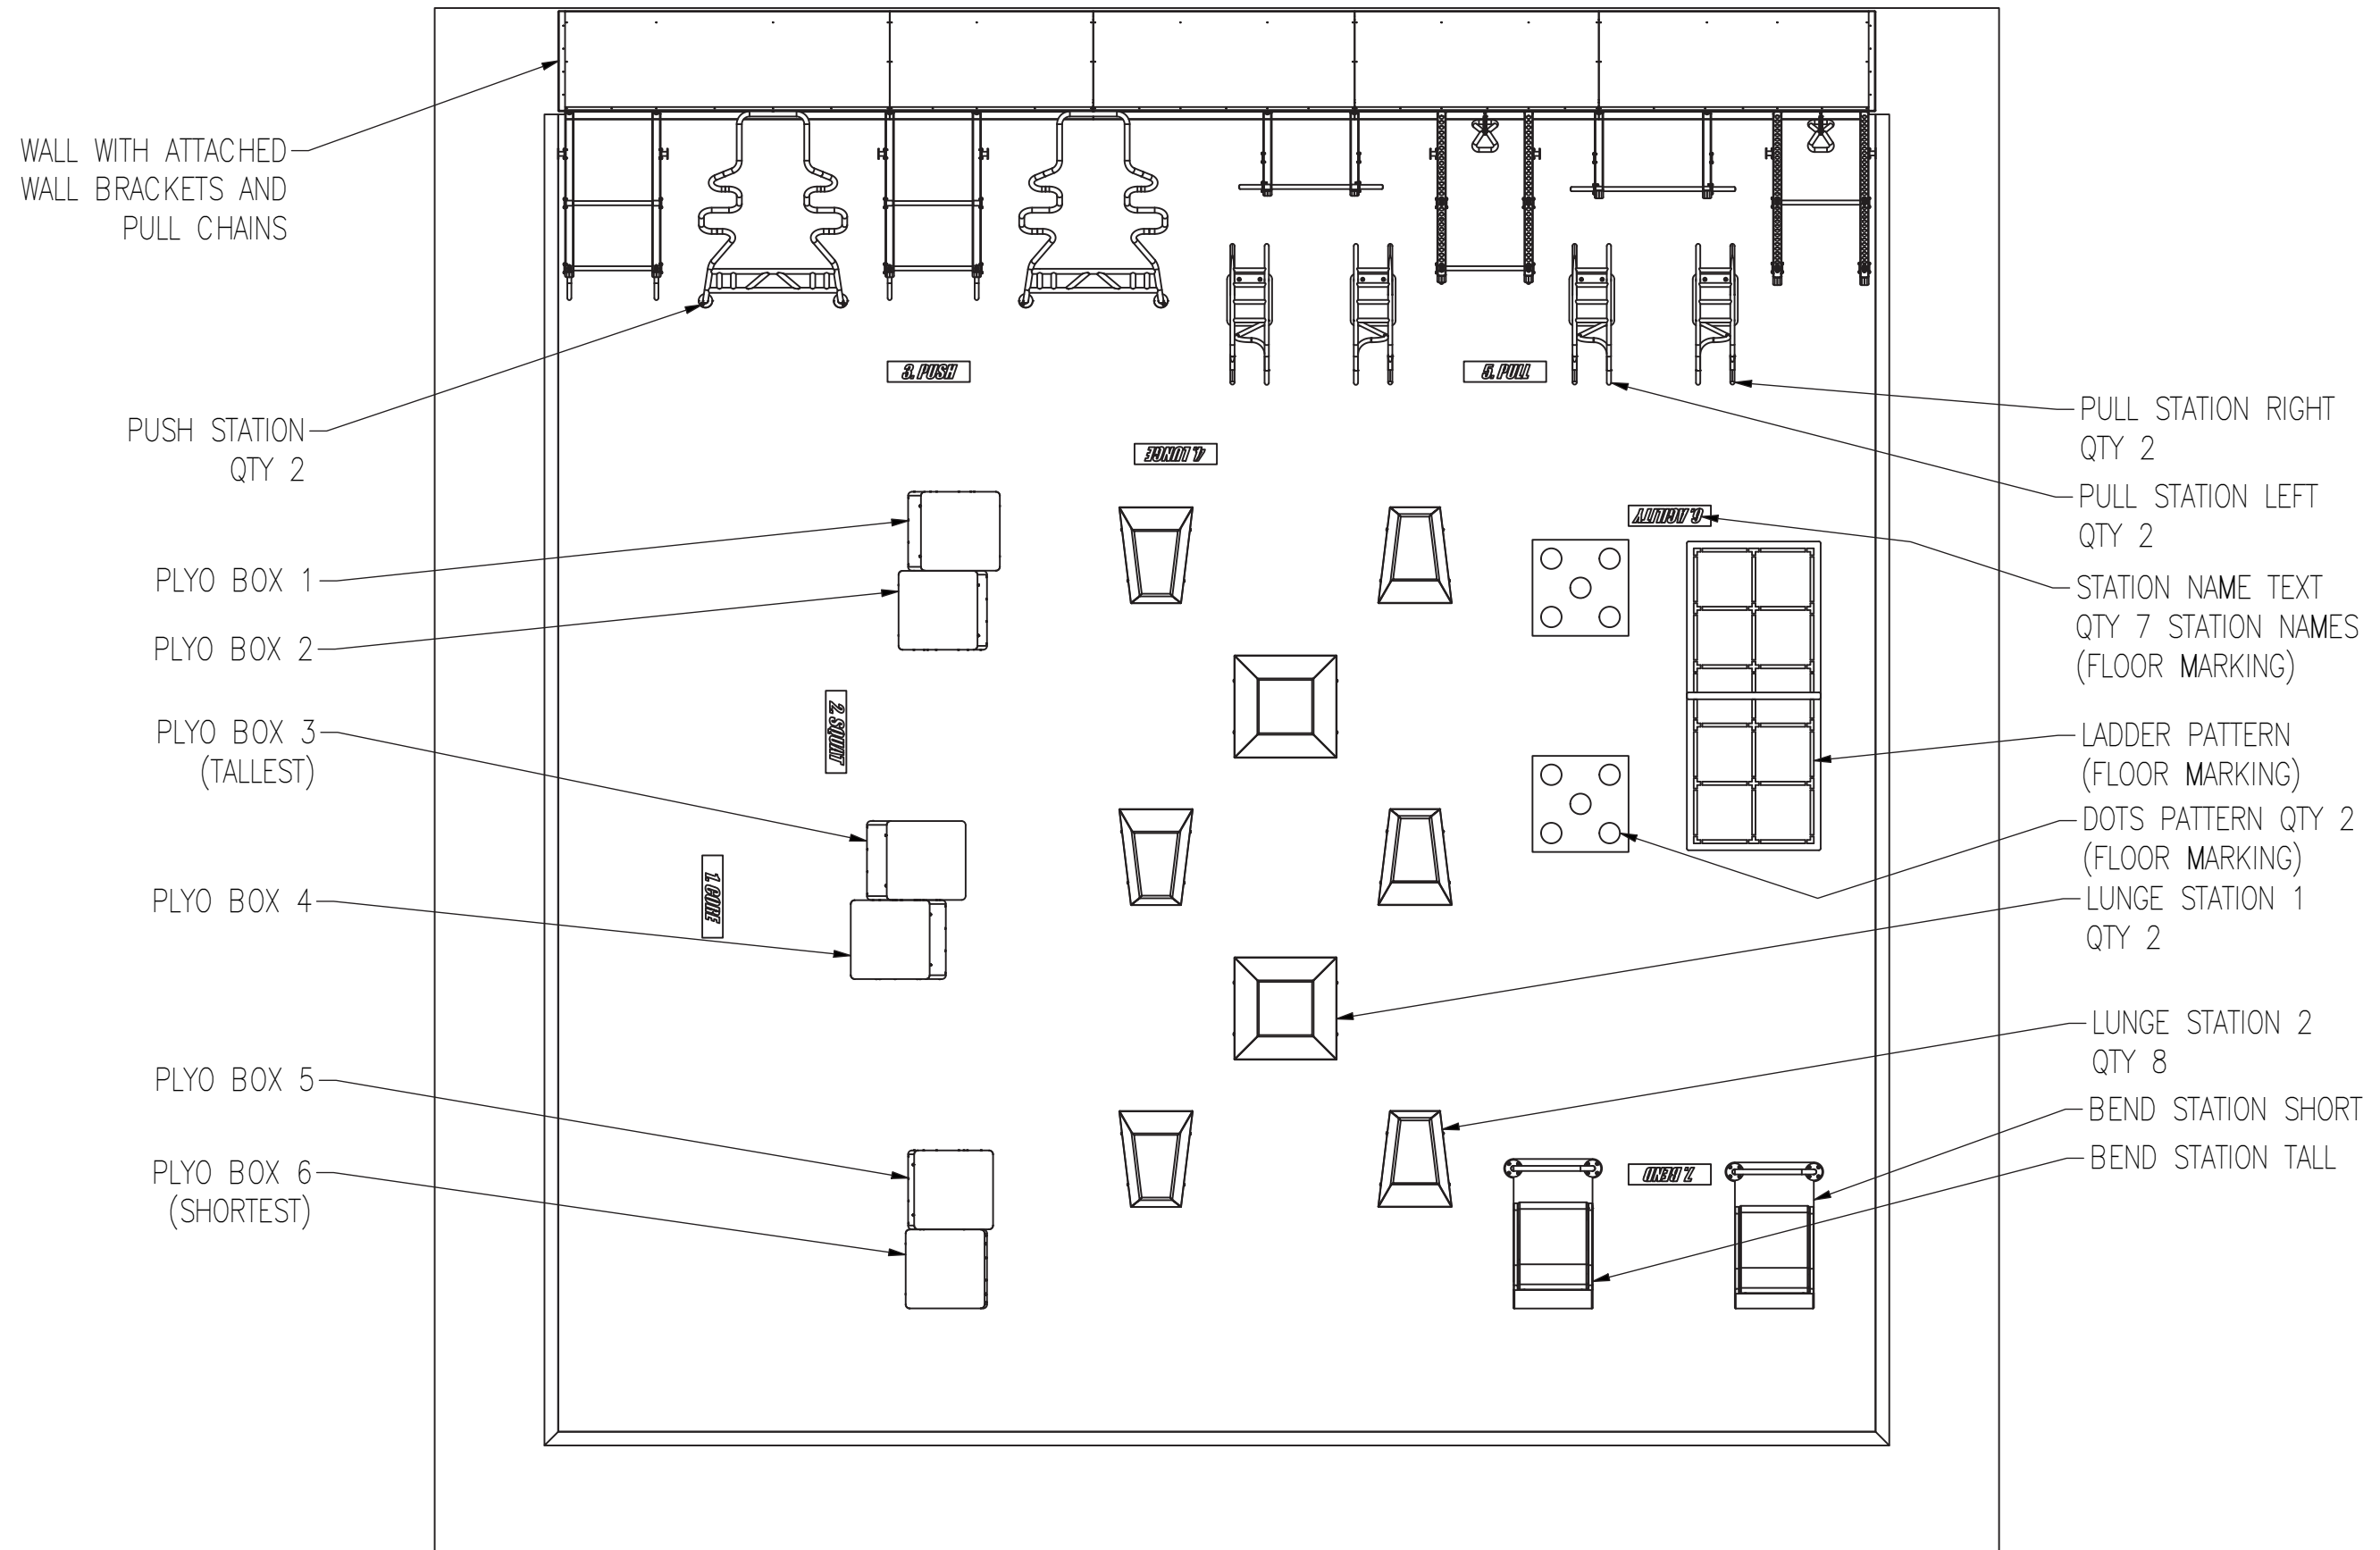 WALL WITH ATTACHED
WALL BRACKETS AND
PULL CHAINS
PUSH STATION
QTY 2
PLYO BOX 1
PLYO BOX 2
PLYO BOX 3
(TALLEST)
PLYO BOX 4
PLYO BOX 5
PLYO BOX 6
(SHORTEST)
3. PUSH
5. PULL
4. LUNGE
6. AGILITY
2. SQUAT
1. CORE
7. BEND
PULL STATION RIGHT
QTY 2
PULL STATION LEFT
QTY 2
STATION NAME TEXT
QTY 7 STATION NAMES
(FLOOR MARKING)
LADDER PATTERN
(FLOOR MARKING)
DOTS PATTERN QTY 2
(FLOOR MARKING)
LUNGE STATION 1
QTY 2
LUNGE STATION 2
QTY 8
BEND STATION SHORT
BEND STATION TALL